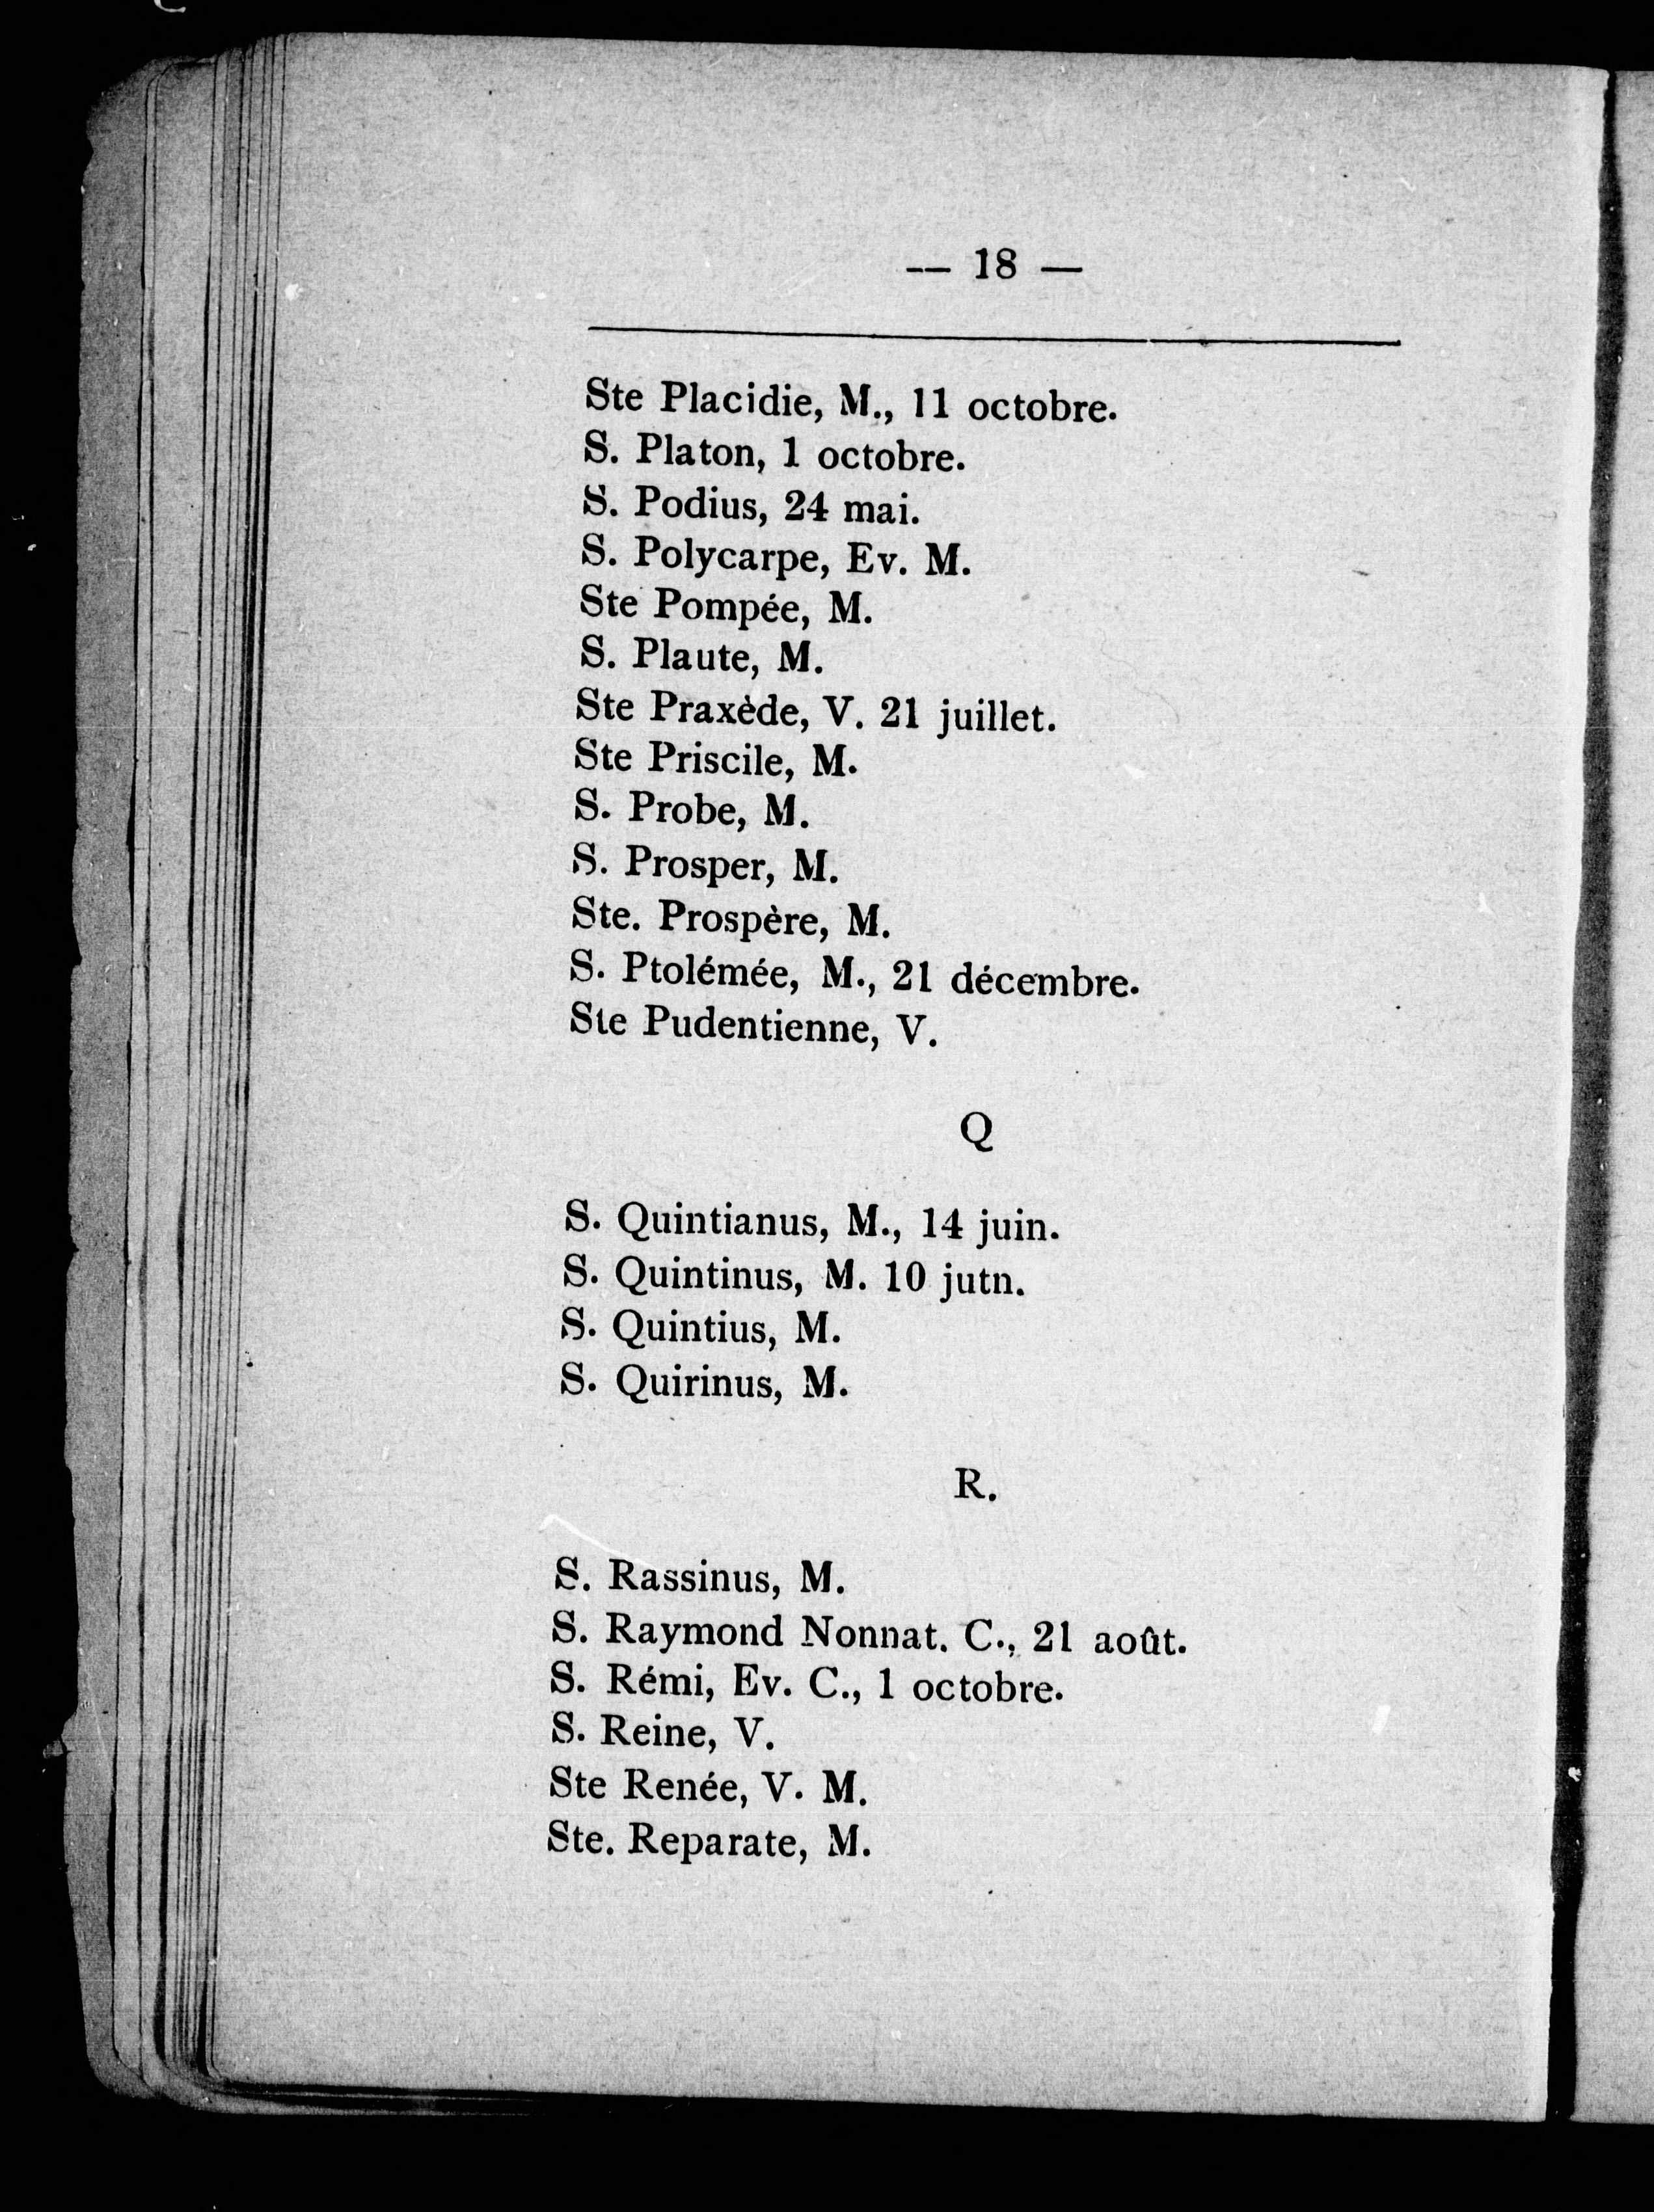 — 18 —
Ste Placidie, M., 11 octobre.
S. Platon, 1 octobre.
S. Podius, 24 mai.
S. Polycarpe, Ev. M.
Ste Pompée, M.
S. Plaute, M.
Ste Praxède, V. 21 juillet.
Ste Priscile, M.
S. Probe, M.
S. Prosper, M.
Ste. Prospère, M.
S. Ptolémée, M., 21 décembre.
Ste Pudentienne, V.
Q
S. Quintianus, M., 14 juin.
S. Quintinus, M. 10 jutn.
S. Quintius, M.
S. Quirinus, M.
R.
S. Rassinus, M.
S. Raymond Nonnat. C., 21 août.
S. Rémi, Ev. C., 1 octobre.
S. Reine, V.
Ste Renée, V. M.
Ste. Reparate, M.